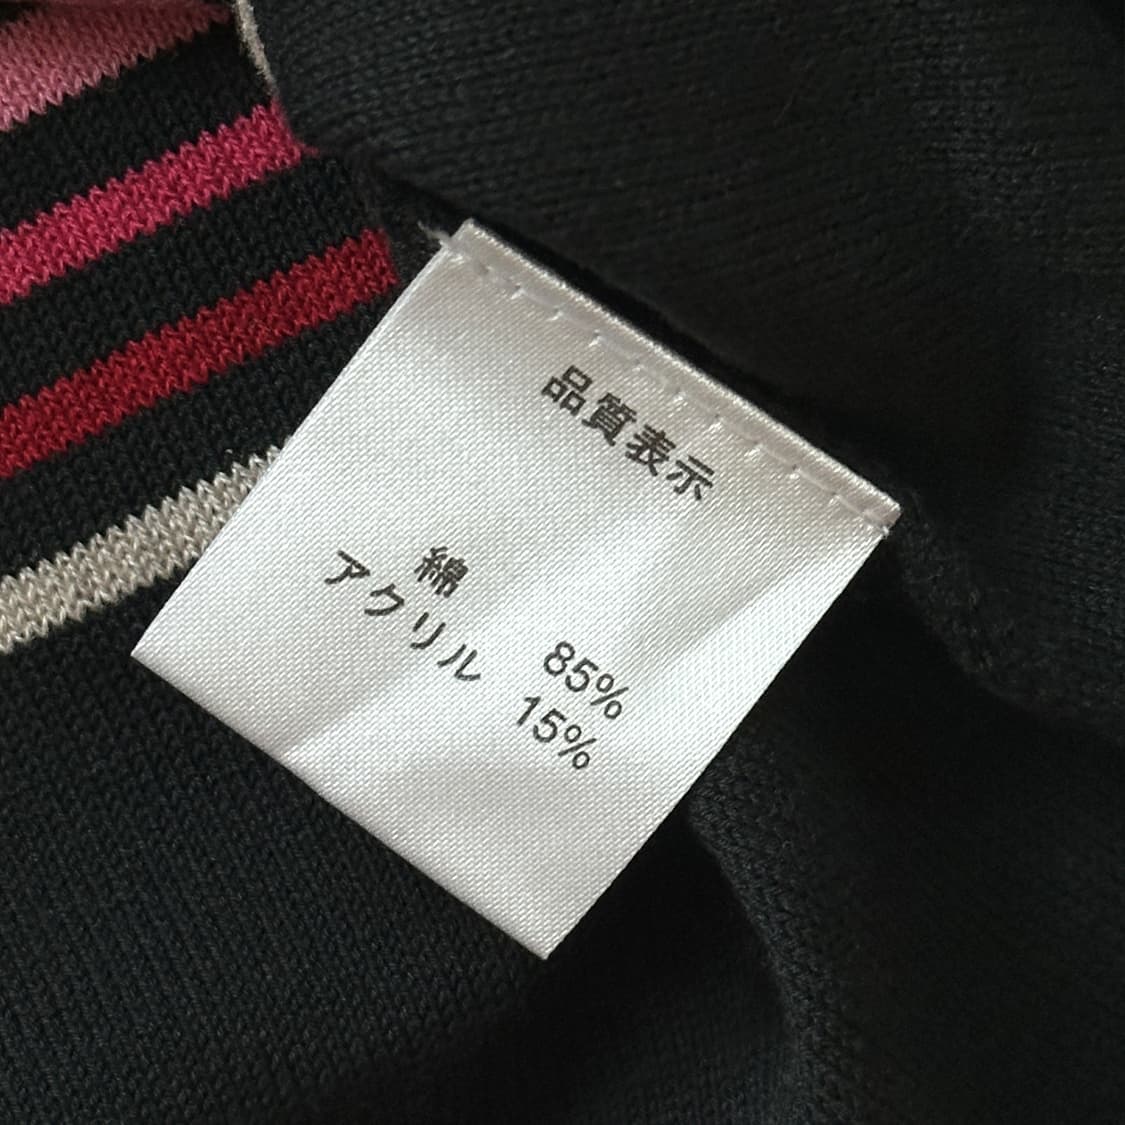 品質表示
綿 85%
アクリル 15%